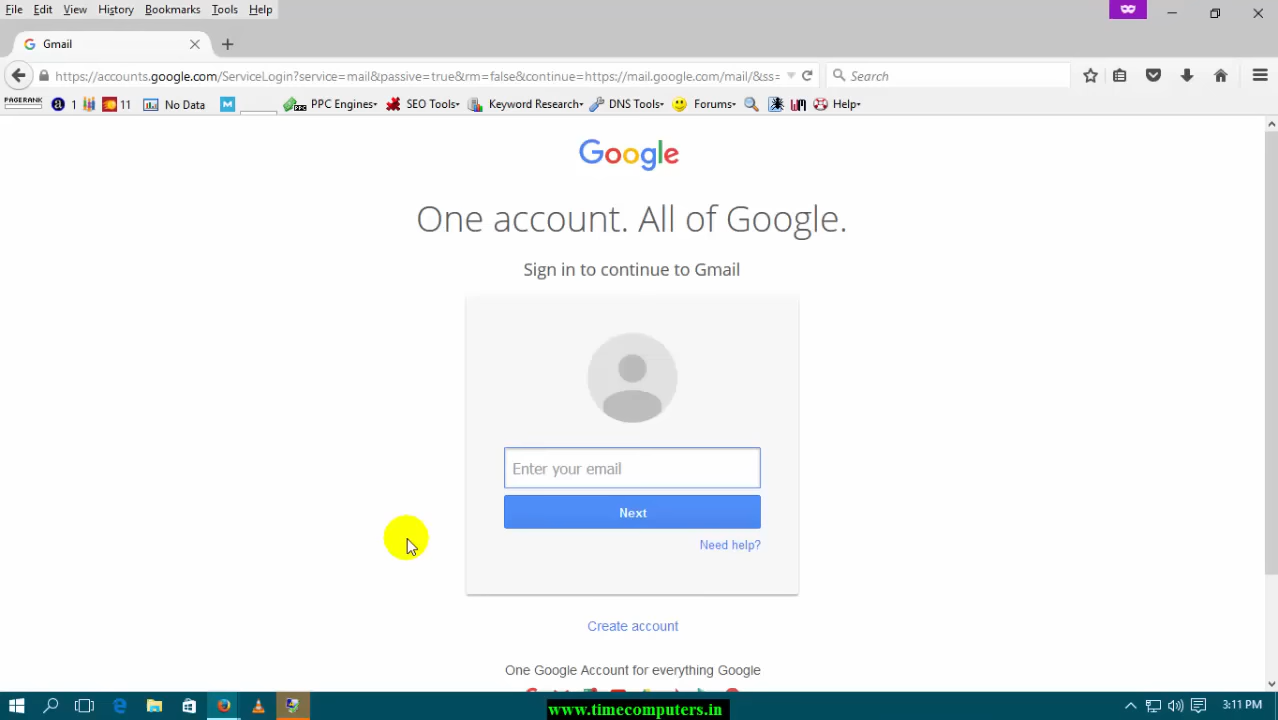 File Edit View History Bookmarks Tools Help
Gmail
https://accounts.google.com/ServiceLogin?service=mail&passive=true&rm=false&continue=https://mail.google.com/mail/&ss=
Search
PAGERANK 1 11 No Data M PPC Engines SEO Tools Keyword Research DNS Tools Forums Help
Google
One account. All of Google.
Sign in to continue to Gmail
Enter your email
Next
Need help?
Create account
One Google Account for everything Google
www.timecomputers.in
3:11 PM